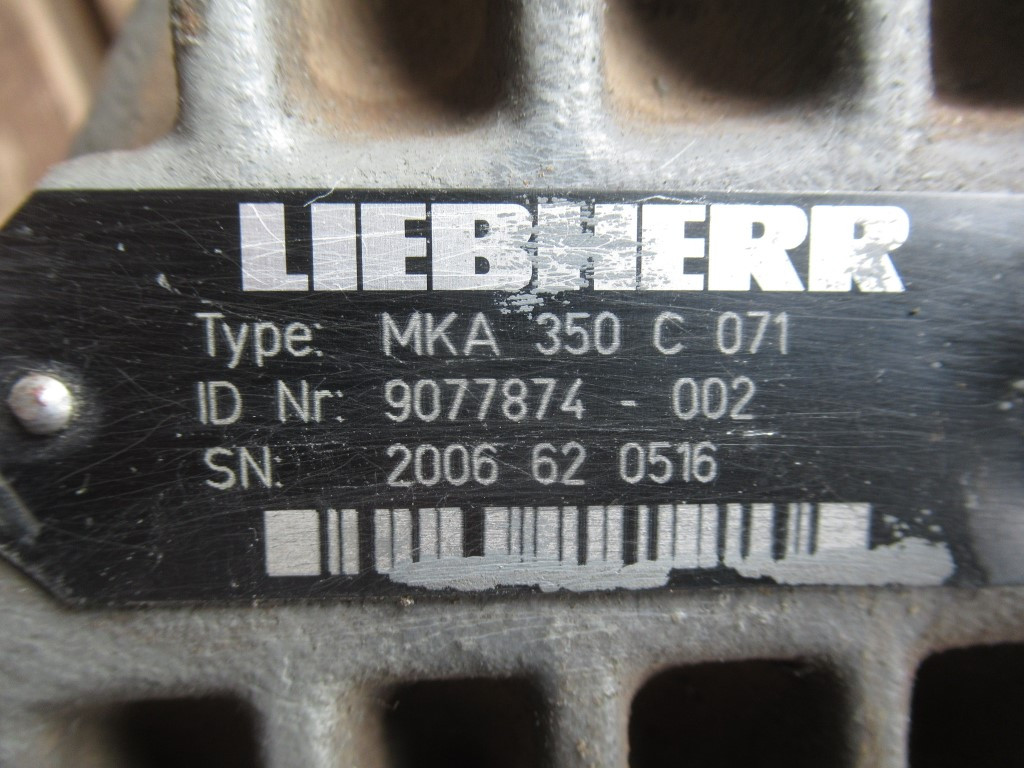 LIEBHERR
Type: MKA 350 C 071
ID Nr: 9077874 - 002
SN: 2006 62 0516